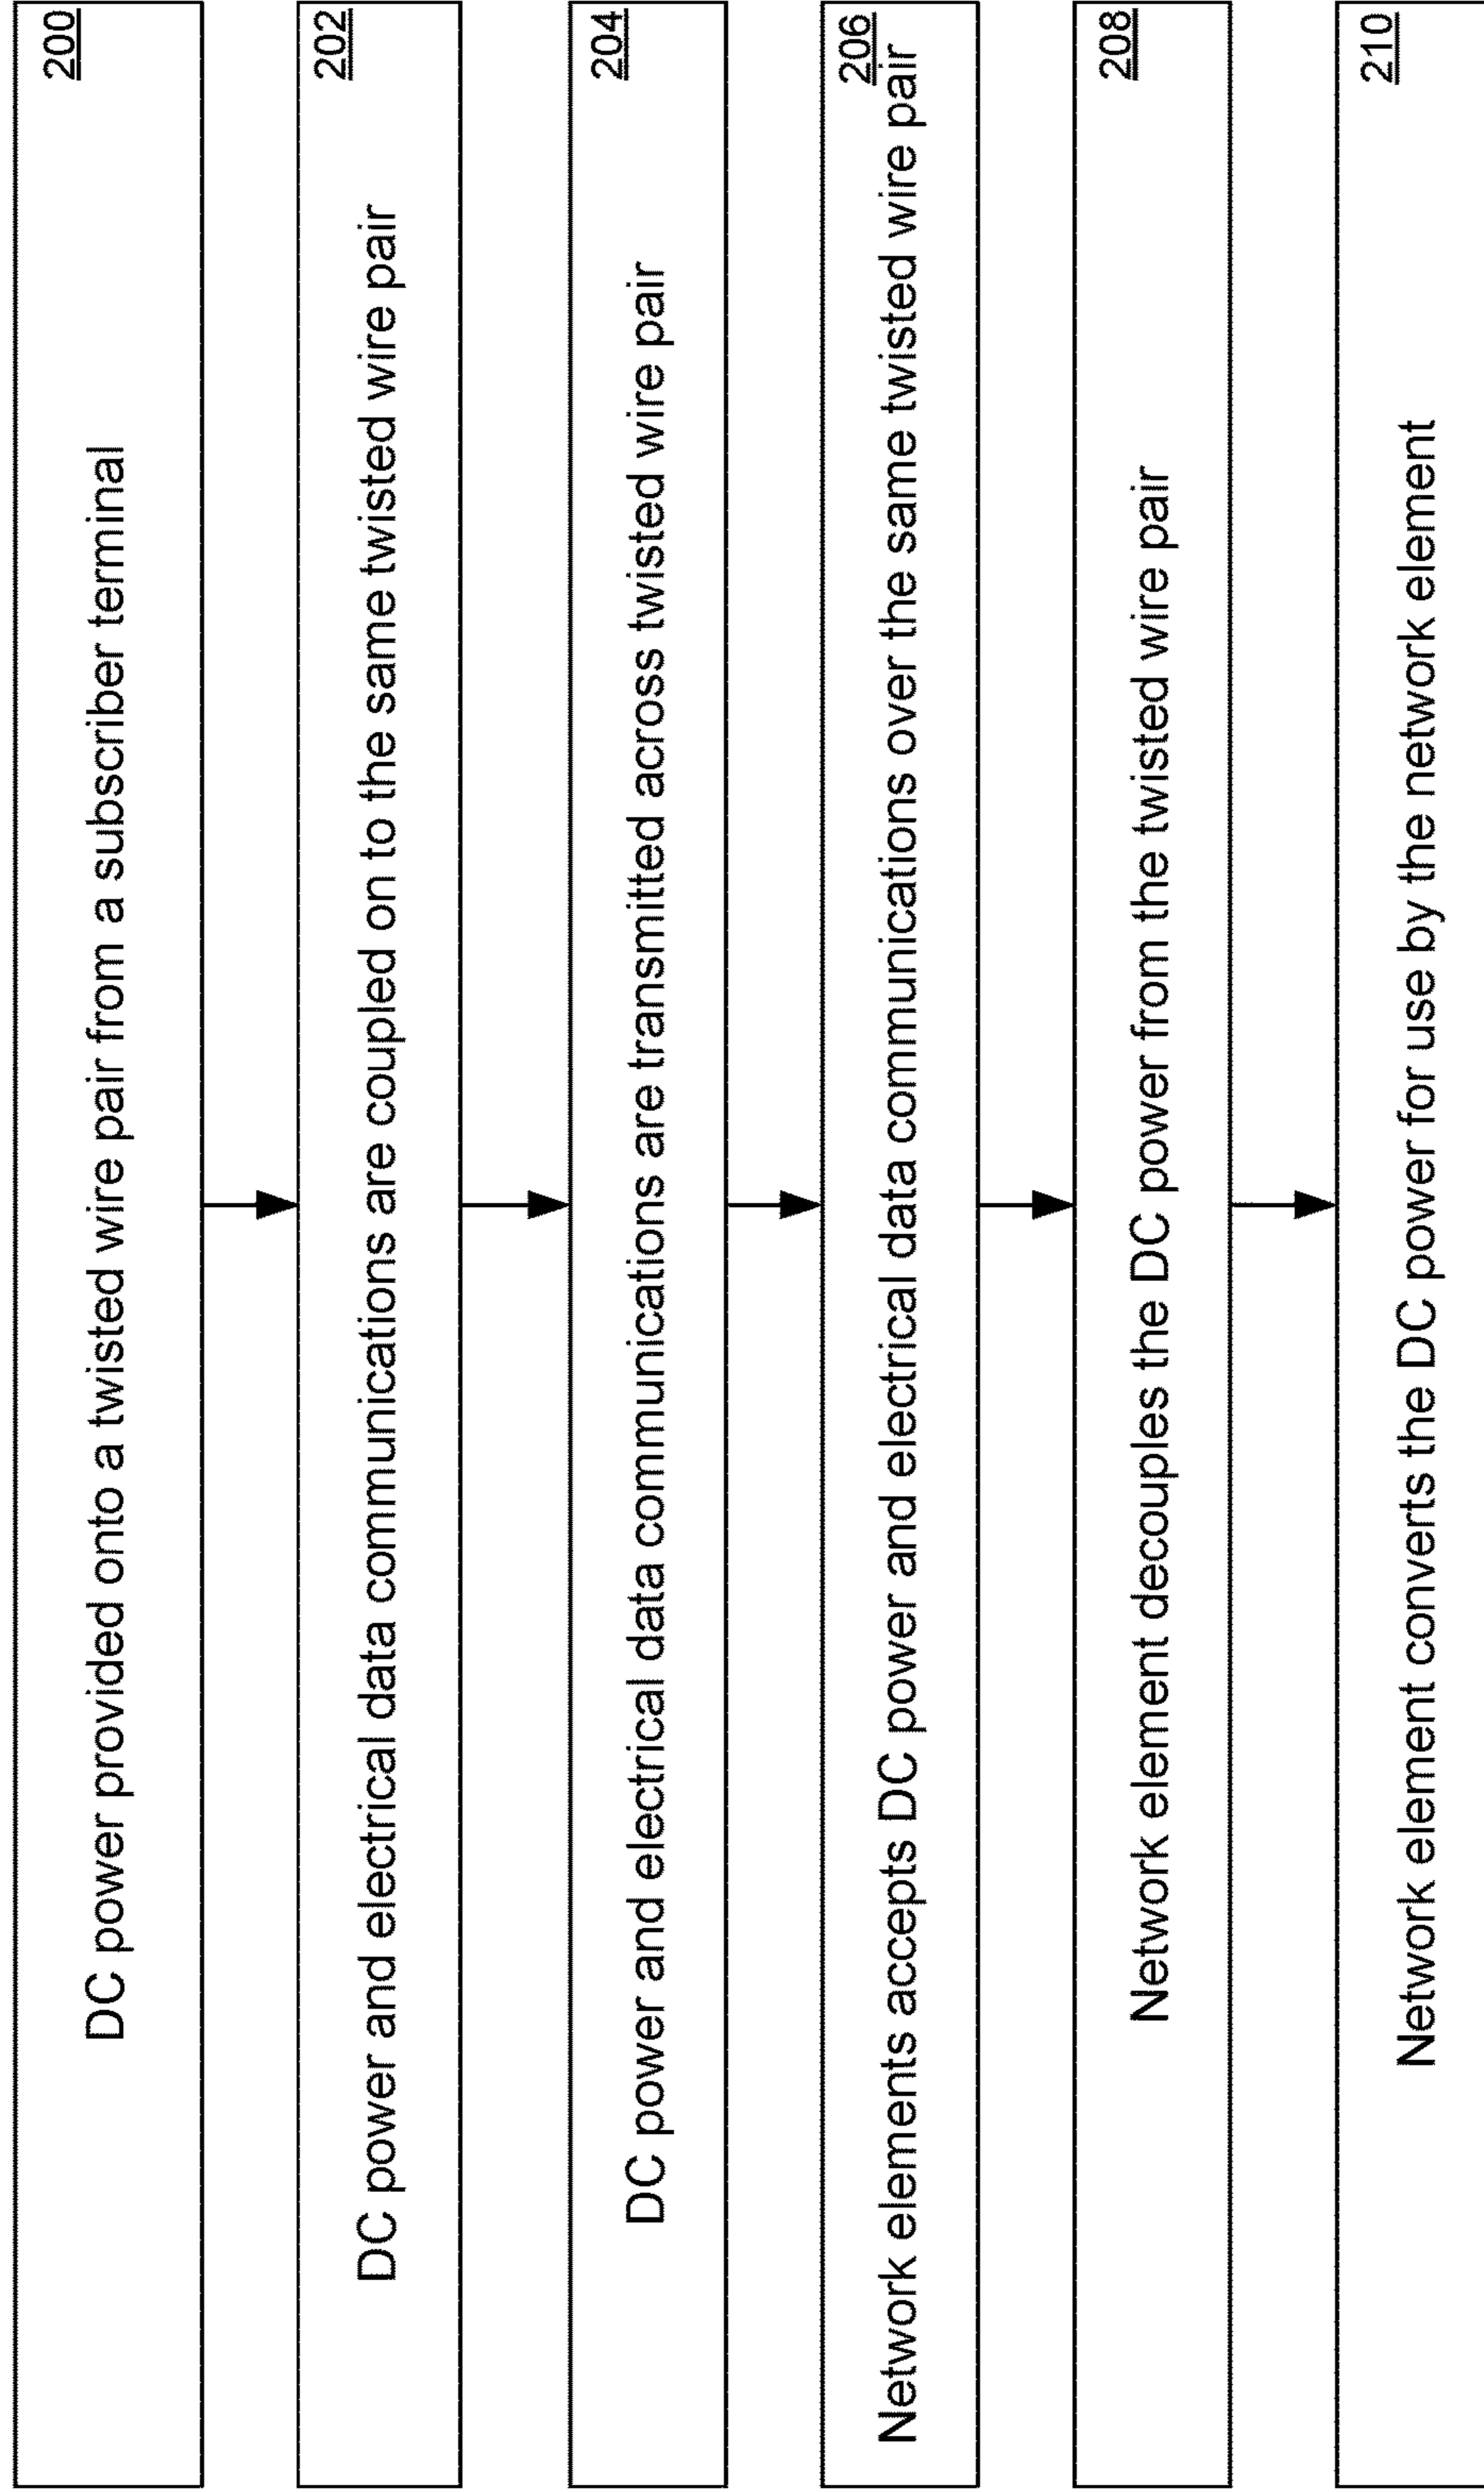 200
DC power provided onto a twisted wire pair from a subscriber terminal
202
DC power and electrical data communications are coupled on to the same twisted wire pair
204
DC power and electrical data communications are transmitted across twisted wire pair
206
Network elements accepts DC power and electrical data communications over the same twisted wire pair
208
Network element decouples the DC power from the twisted wire pair
210
Network element converts the DC power for use by the network element